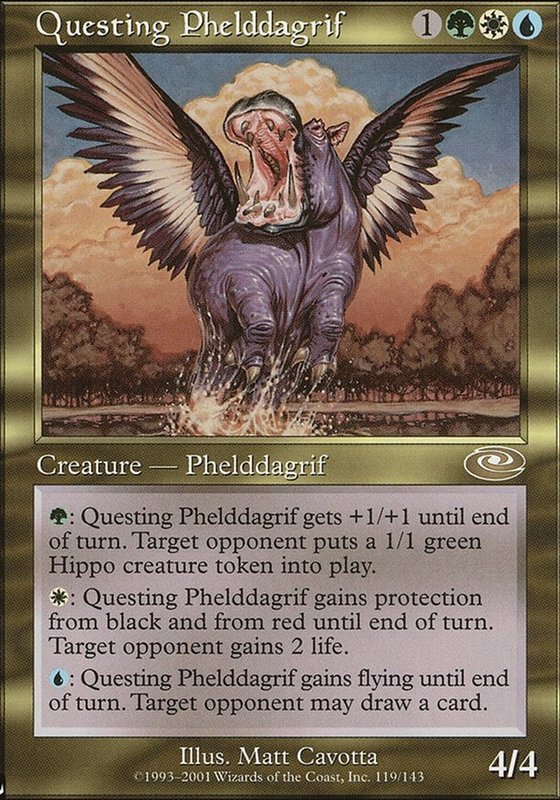 Questing Phelddagrif 1
Creature — Phelddagrif
: Questing Phelddagrif gets +1/+1 until end
of turn. Target opponent puts a 1/1 green
Hippo creature token into play.
: Questing Phelddagrif gains protection
from black and from red until end of turn.
Target opponent gains 2 life.
: Questing Phelddagrif gains flying until end
of turn. Target opponent may draw a card.
Illus. Matt Cavotta
©1993–2001 Wizards of the Coast, Inc. 119/143
4/4